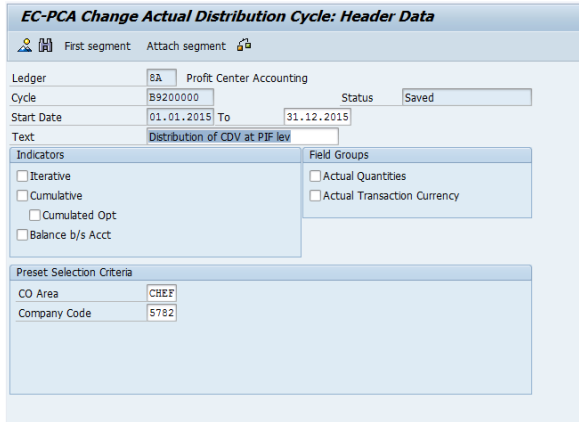 EC-PCA Change Actual Distribution Cycle: Header Data
First segment Attach segment
Ledger 8A Profit Center Accounting
Cycle B9200000 Status Saved
Start Date 01.01.2015 To 31.12.2015
Text Distribution of CDV at PIF lev
Indicators
Iterative
Cumulative
Cumulated Opt
Balance b/s Acct
Field Groups
Actual Quantities
Actual Transaction Currency
Preset Selection Criteria
CO Area CHEF
Company Code 5782